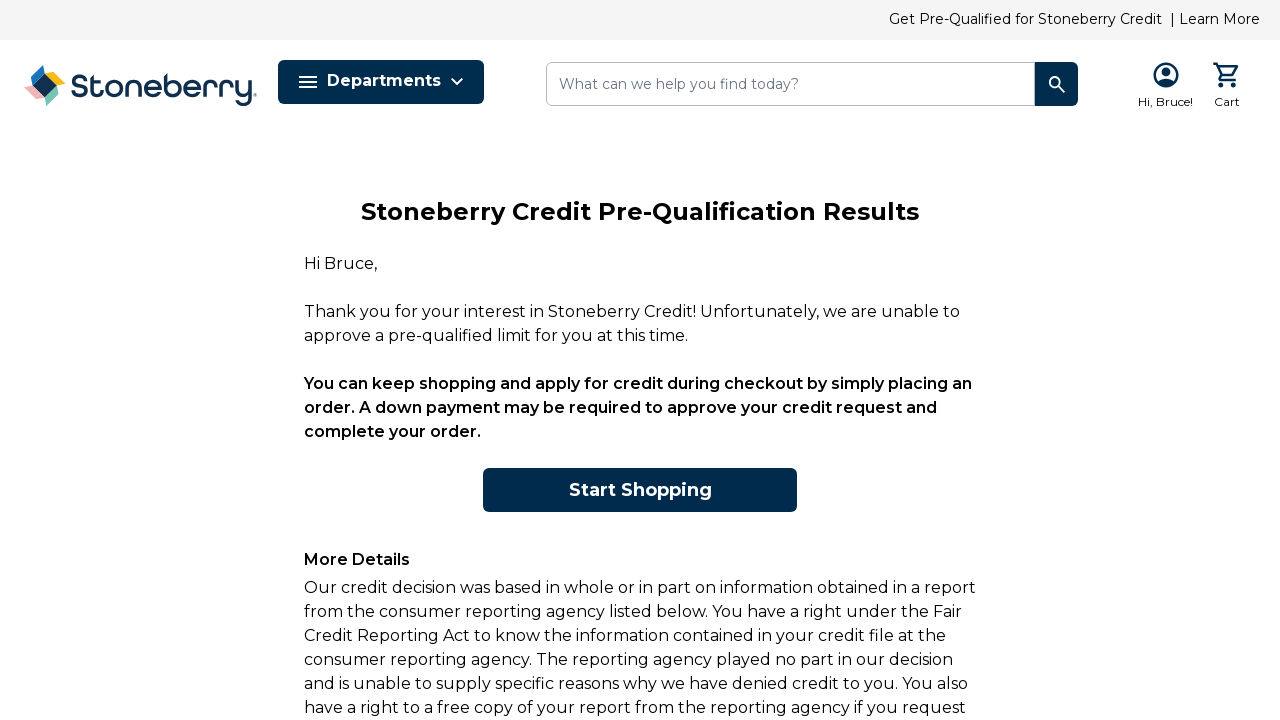 Get Pre-Qualified for Stoneberry Credit | Learn More
Stoneberry®
Departments
What can we help you find today?
Hi, Bruce!
Cart
Stoneberry Credit Pre-Qualification Results
Hi Bruce,
Thank you for your interest in Stoneberry Credit! Unfortunately, we are unable to
approve a pre-qualified limit for you at this time.
You can keep shopping and apply for credit during checkout by simply placing an
order. A down payment may be required to approve your credit request and
complete your order.
Start Shopping
More Details
Our credit decision was based in whole or in part on information obtained in a report
from the consumer reporting agency listed below. You have a right under the Fair
Credit Reporting Act to know the information contained in your credit file at the
consumer reporting agency. The reporting agency played no part in our decision
and is unable to supply specific reasons why we have denied credit to you. You also
have a right to a free copy of your report from the reporting agency if you request